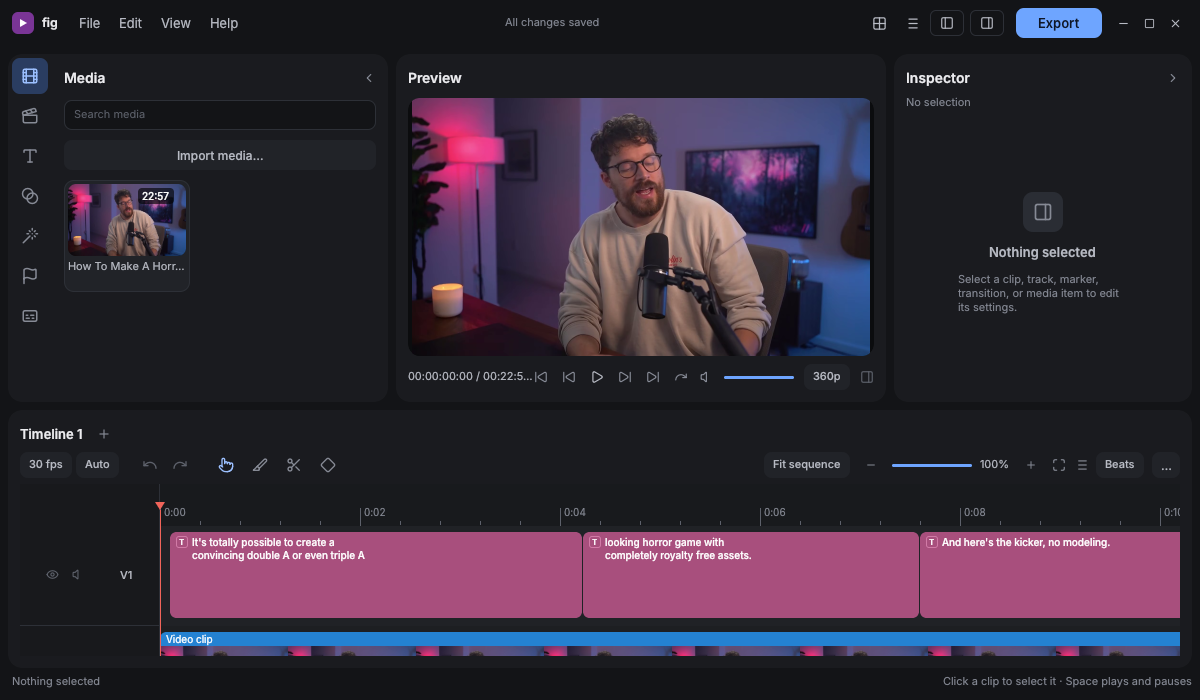 fig
File
Edit
View
Help
All changes saved
Export
Media
Search media
Import media...
22:57
How To Make A Horr...
Preview
00:00:00:00 / 00:22:5...
360p
Inspector
No selection
Nothing selected
Select a clip, track, marker,
transition, or media item to edit
its settings.
Timeline 1
30 fps
Auto
Fit sequence
100%
Beats
...
0:00
0:02
0:04
0:06
0:08
0:10
V1
T It's totally possible to create a
convincing double A or even triple A
T looking horror game with
completely royalty free assets.
T And here's the kicker, no modeling.
Video clip
Nothing selected
Click a clip to select it · Space plays and pauses